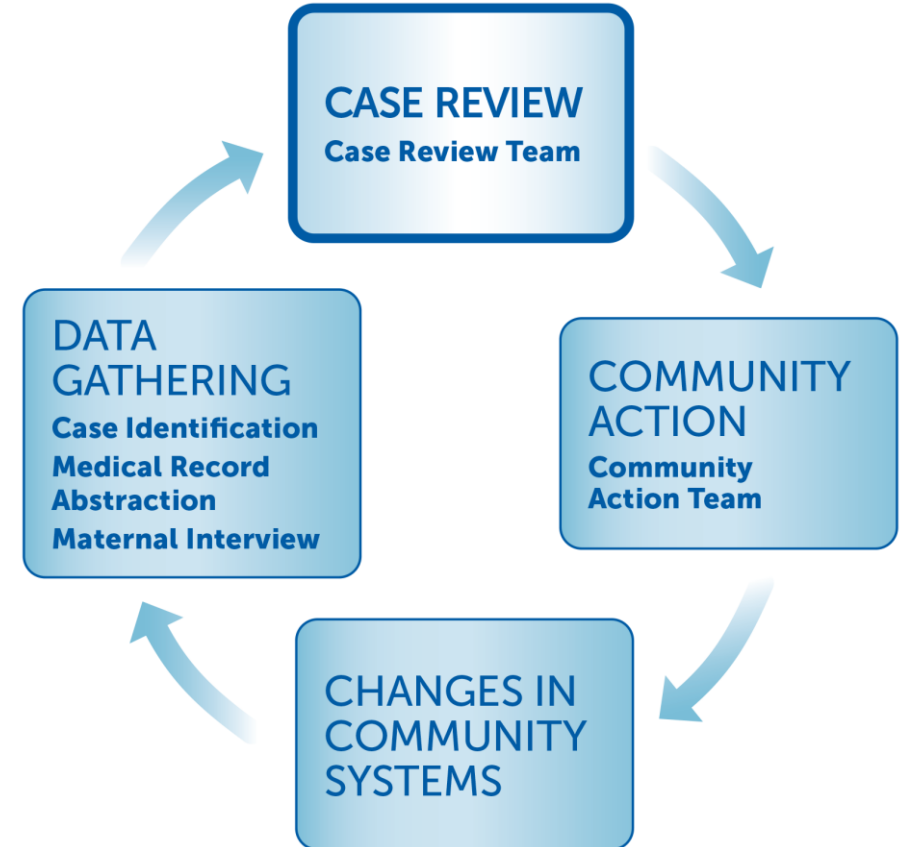 CASE REVIEW
Case Review Team
DATA
GATHERING
Case Identification
Medical Record
Abstraction
Maternal Interview
COMMUNITY
ACTION
Community
Action Team
CHANGES IN
COMMUNITY
SYSTEMS